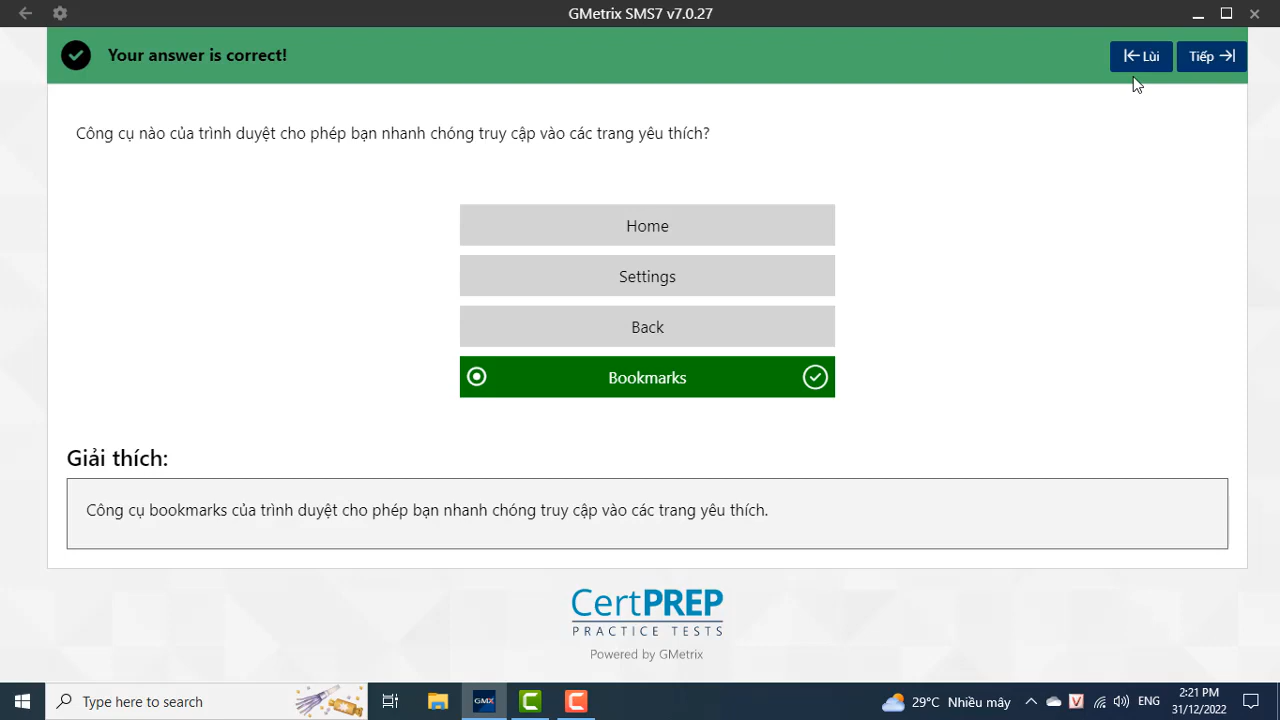 GMetrix SMS7 v7.0.27
Your answer is correct!
Lùi
Tiếp
Công cụ nào của trình duyệt cho phép bạn nhanh chóng truy cập vào các trang yêu thích?
Home
Settings
Back
Bookmarks
Giải thích:
Công cụ bookmarks của trình duyệt cho phép bạn nhanh chóng truy cập vào các trang yêu thích.
CertPREP
PRACTICE TESTS
Powered by GMetrix
Type here to search
GMX
C
C
29°C Nhiều mây
V
ENG
2:21 PM
31/12/2022